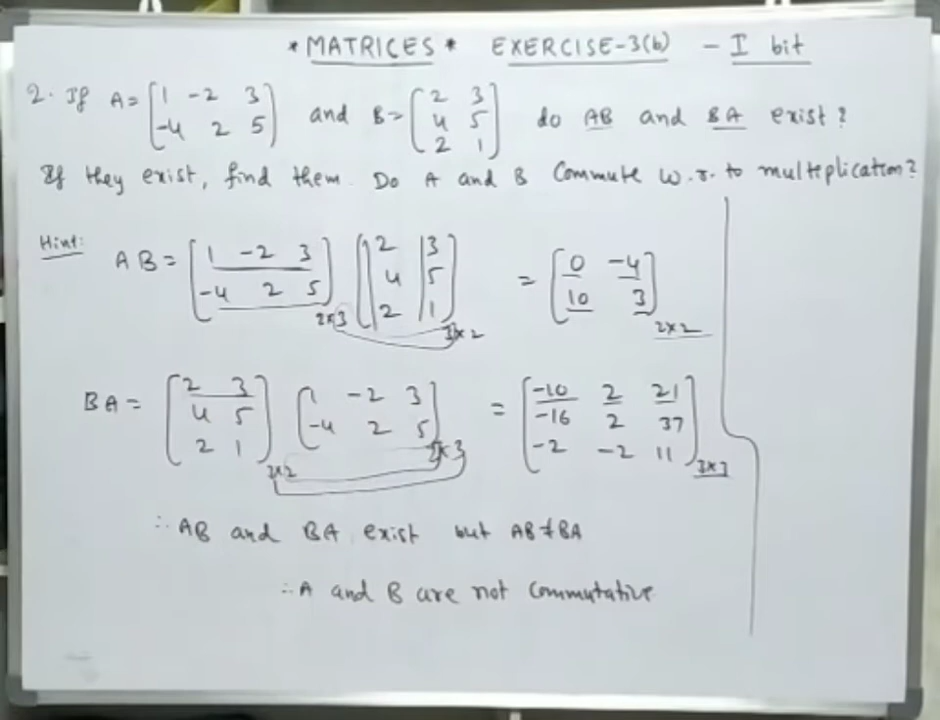 *MATRICES* EXERCISE-3(b) - I bit
2. If A = [1 -2 3 and B = [2 3 do AB and BA exist?
-4 2 5] 4 5
2 1]
If they exist, find them. Do A and B Commute w.r. to multeplication?
Hint:
AB = [1 -2 3 [2 3 = [0 -4
-4 2 5]2x3 4 5 10 3]2x2
2 1]3x2
BA = [2 3 [1 -2 3 = [-10 2 21
4 5 -4 2 5]2x3 -16 2 37
2 1]3x2 -2 -2 11]3x3
∴ AB and BA exist but AB≠BA
∴ A and B are not Commutative